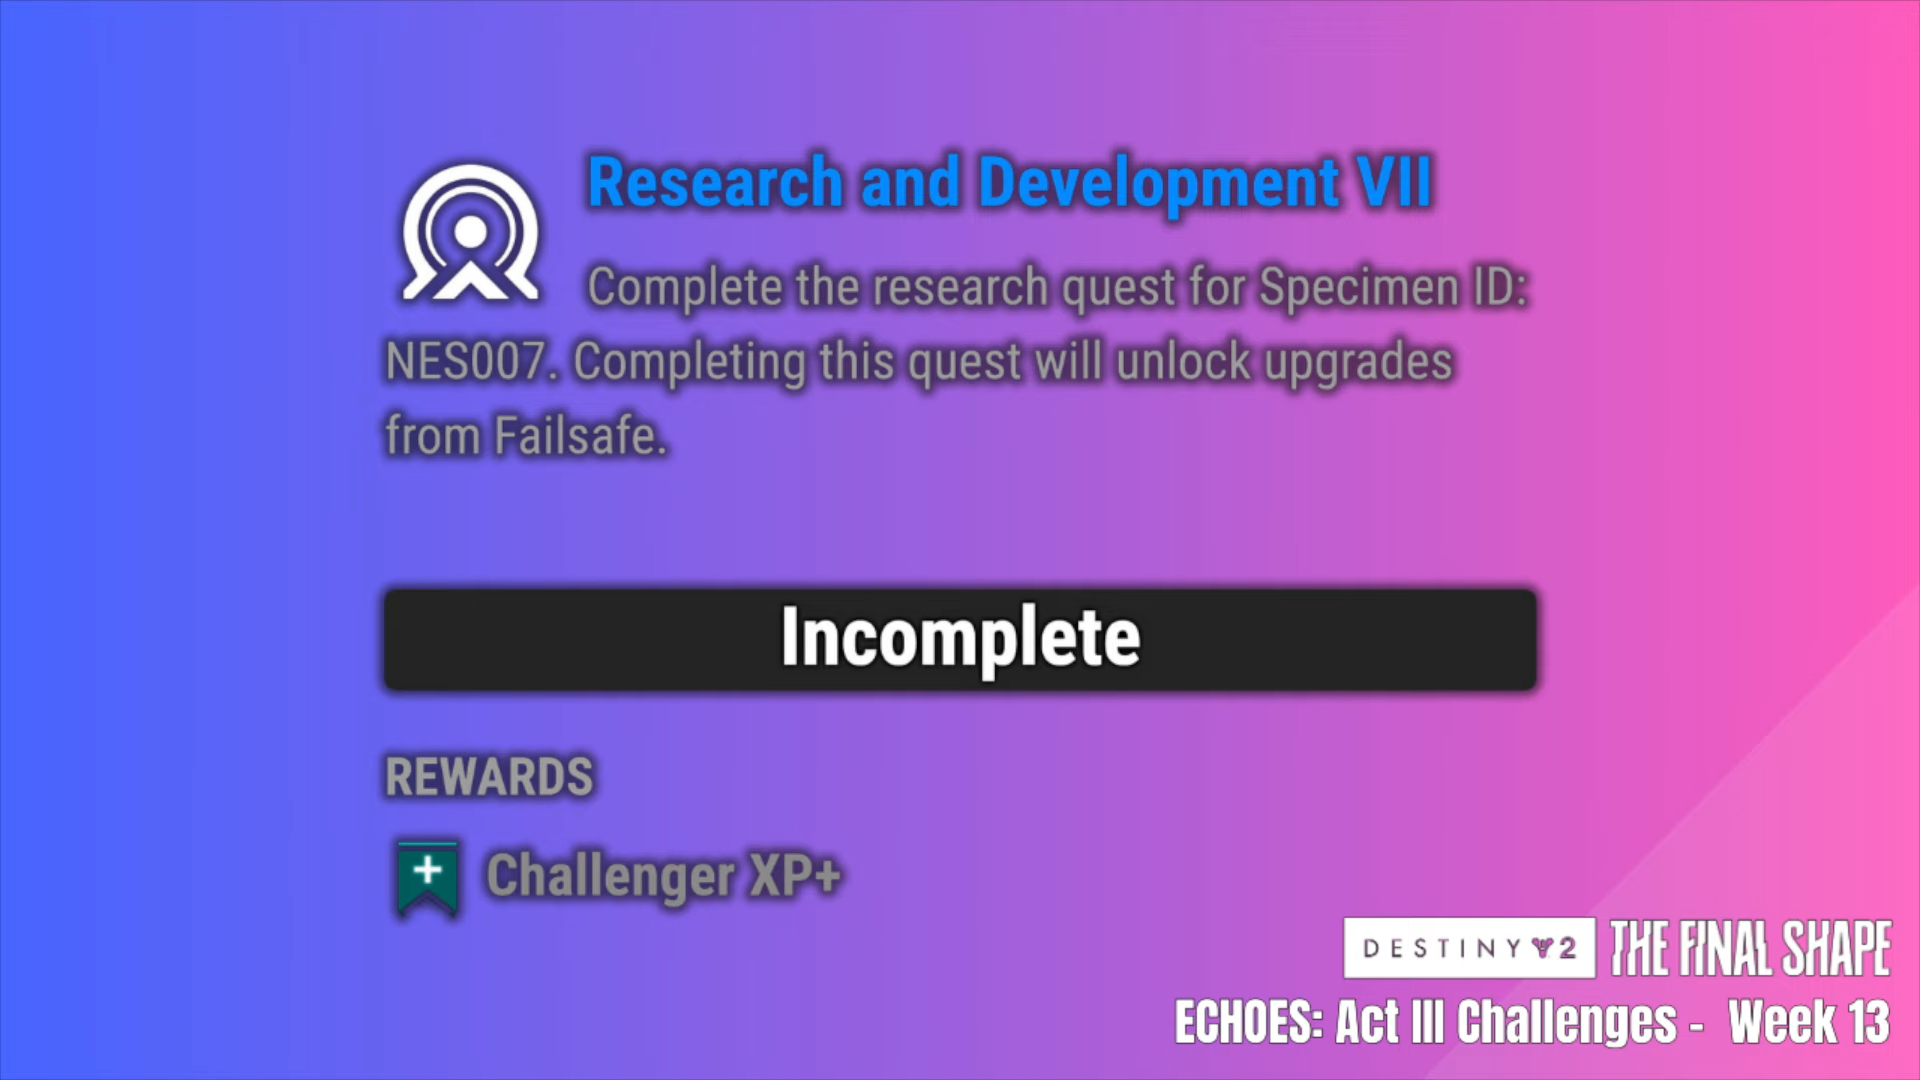 Research and Development VII
Complete the research quest for Specimen ID:
NES007. Completing this quest will unlock upgrades
from Failsafe.
Incomplete
REWARDS
Challenger XP+
DESTINY 2 THE FINAL SHAPE
ECHOES: Act III Challenges - Week 13